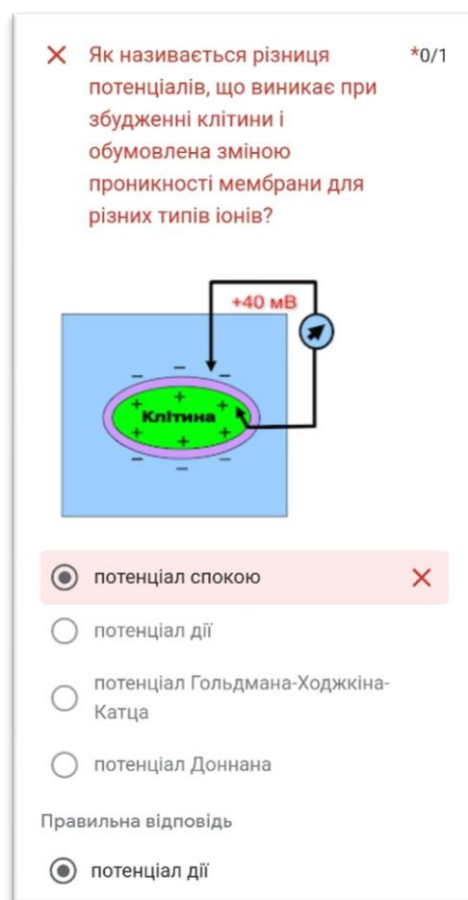 Як називається різниця *0/1
потенціалів, що виникає при
збудженні клітини і
обумовлена зміною
проникності мембрани для
різних типів іонів?
+40 мВ
Клітина
потенціал спокою
потенціал дії
потенціал Гольдмана-Ходжкіна-
Катца
потенціал Доннана
Правильна відповідь
потенціал дії